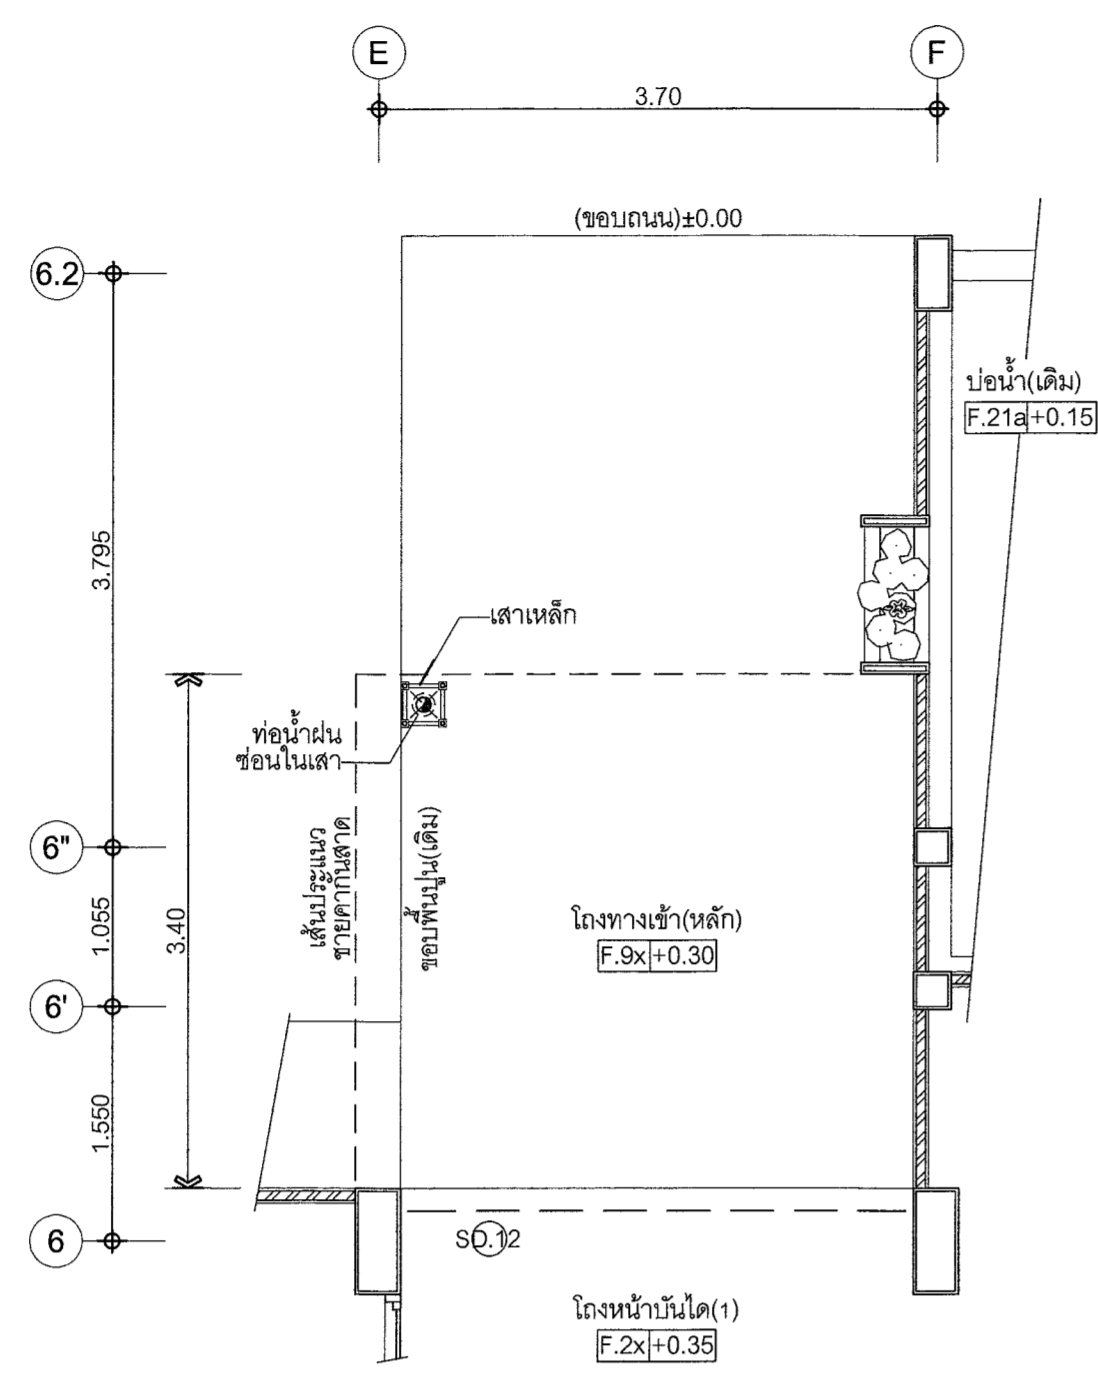 E
F
3.70
(ขอบถนน)±0.00
6.2
บ่อน้ำ(เดิม)
F.21a +0.15
3.795
เสาเหล็ก
ท่อน้ำฝน
ซ่อนในเสา
6"
เส้นประแนว
ชายคากันสาด
ขอบพื้นปูน(เดิม)
1.055
3.40
โถงทางเข้า(หลัก)
F.9x +0.30
6'
1.550
6
SD.12
โถงหน้าบันได(1)
F.2x +0.35